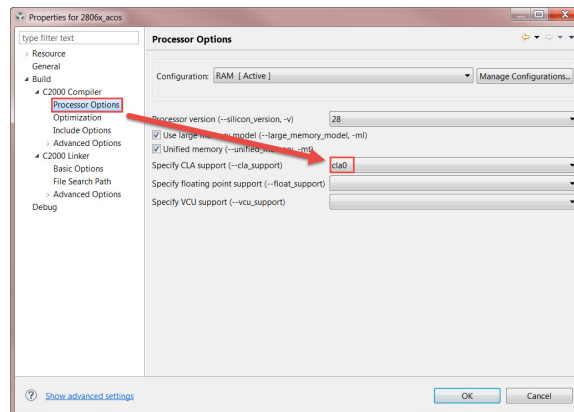 Properties for 2806x_acos
type filter text
Processor Options
Resource
General
Build
C2000 Compiler
Processor Options
Optimization
Include Options
Advanced Options
C2000 Linker
Basic Options
File Search Path
Advanced Options
Debug
Configuration: RAM [ Active ]
Manage Configurations...
Processor version (--silicon_version, -v) 28
Use large memory model (--large_memory_model, -ml)
Unified memory (--unified_memory, -mt)
Specify CLA support (--cla_support) cla0
Specify floating point support (--float_support)
Specify VCU support (--vcu_support)
Show advanced settings
OK Cancel